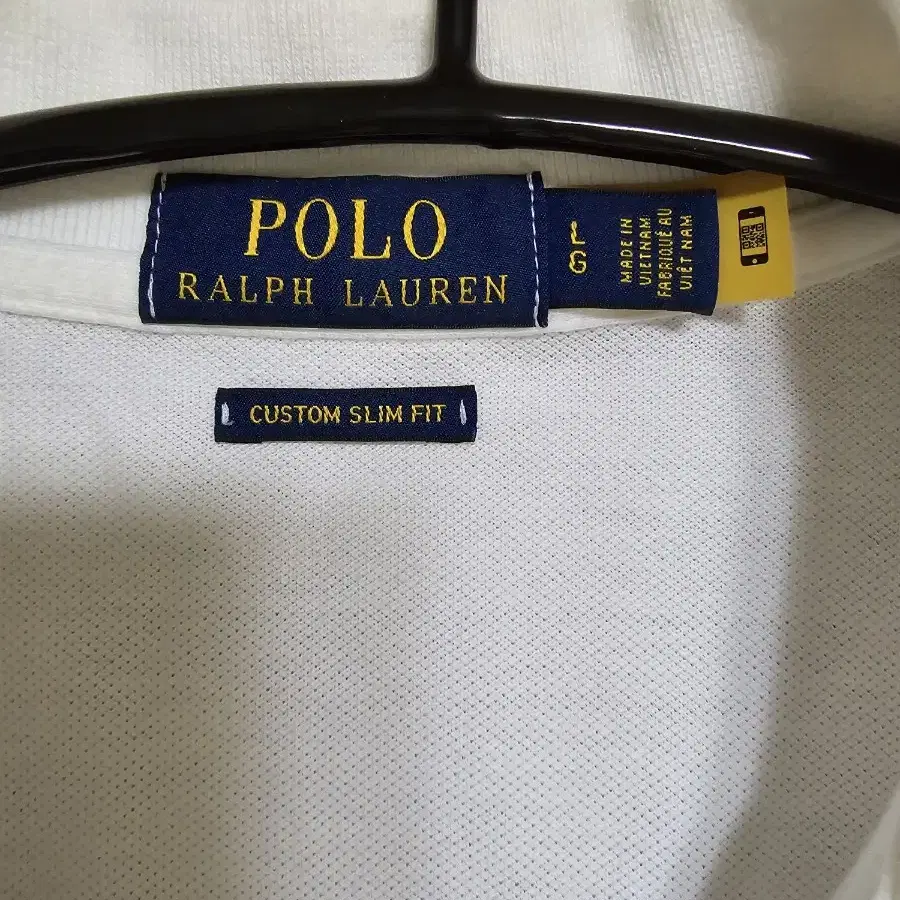 POLO
RALPH LAUREN
L
G
MADE IN
VIETNAM
FABRIQUÉ AU
VIÊT NAM
CUSTOM SLIM FIT